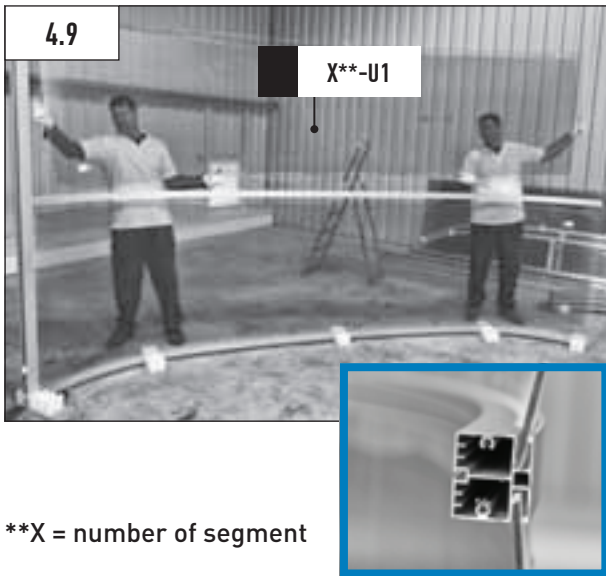 4.9
X**-U1
**X = number of segment